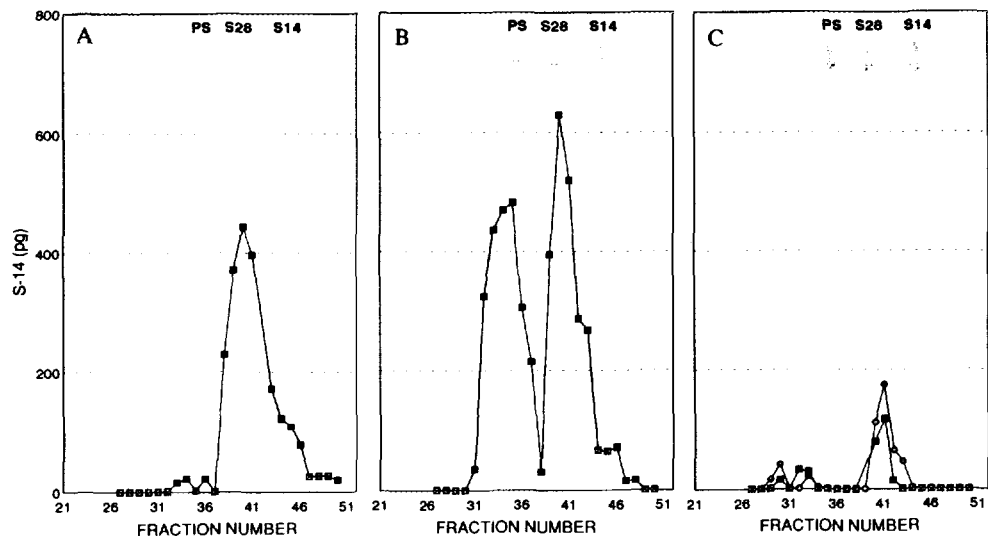 A PS S28 S14
B PS S28 S14
C PS S28 S14
800
600
400
200
0
S-14 (pg)
21 26 31 36 41 46 51
21 26 31 36 41 46 51
21 26 31 36 41 46 51
FRACTION NUMBER
FRACTION NUMBER
FRACTION NUMBER